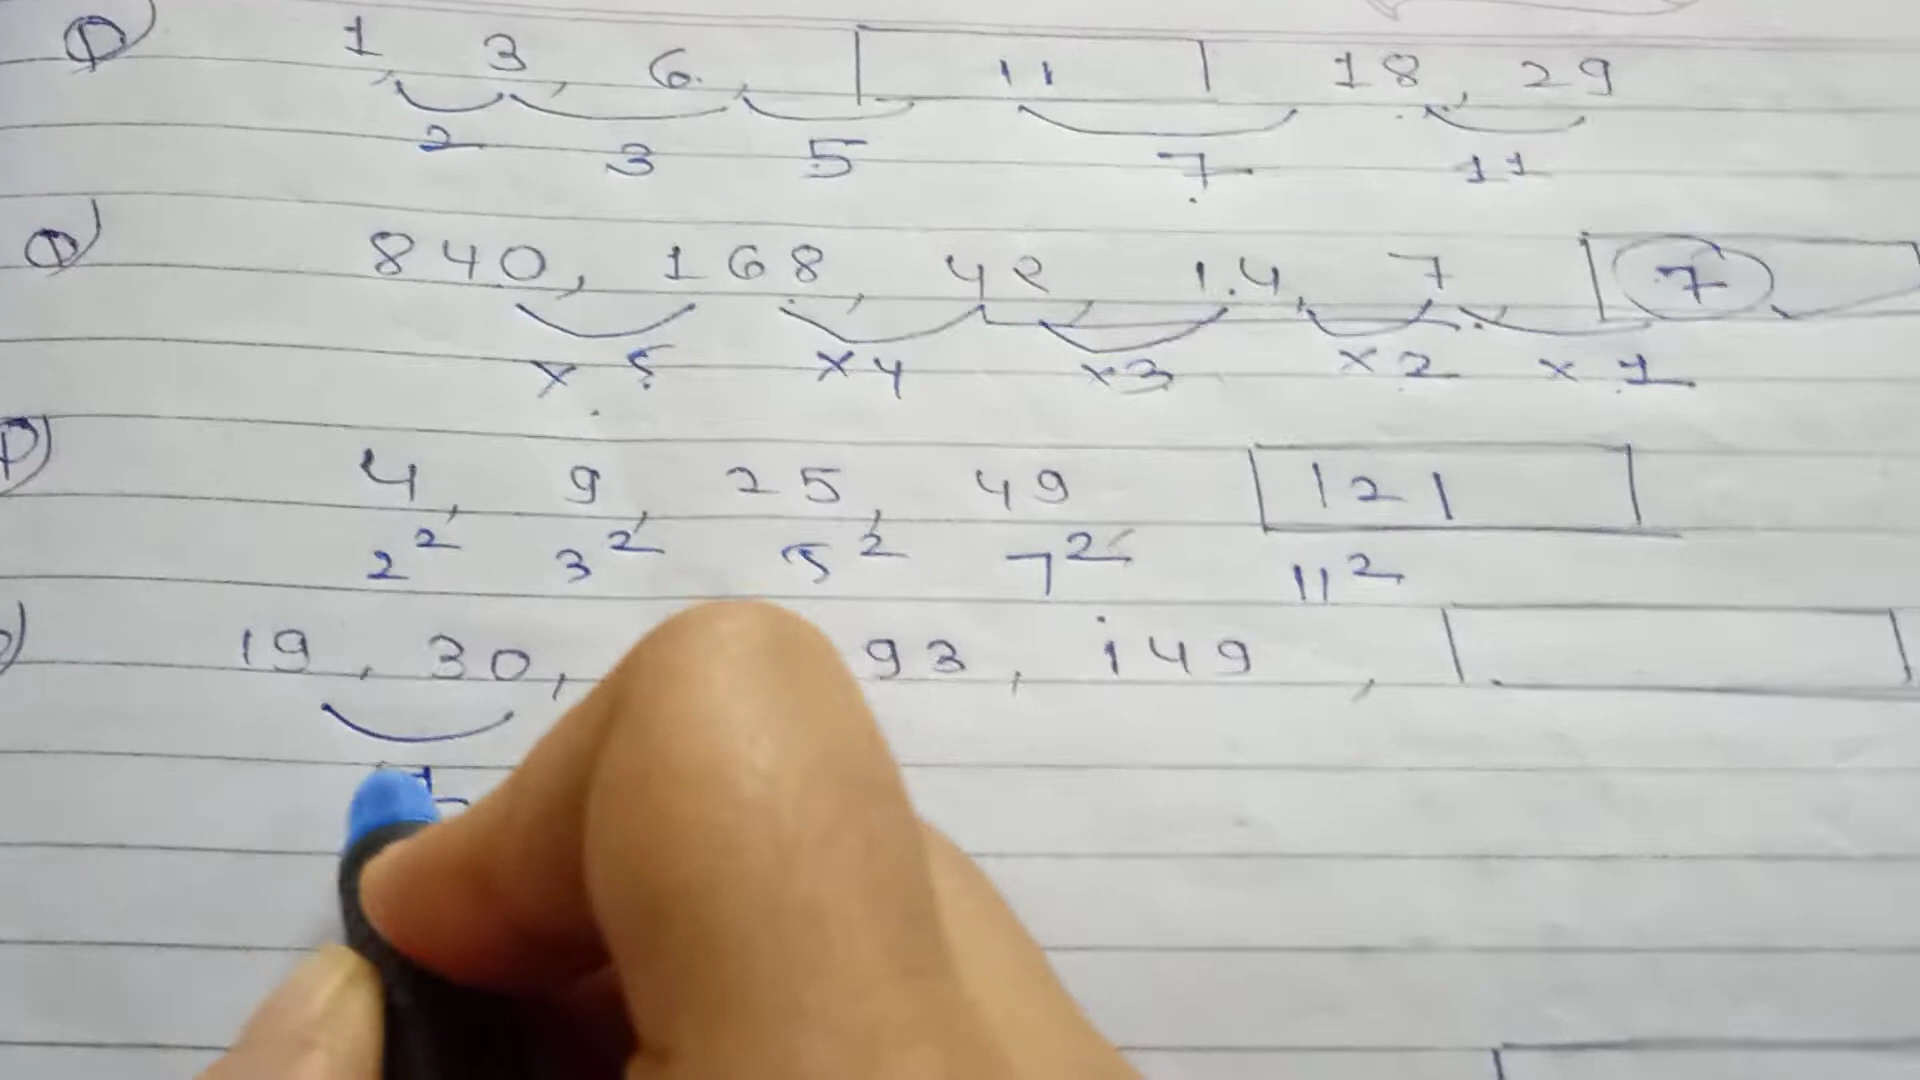 1, 3, 6, 11 18, 29
2 3 5 7 11
840, 168, 42, 14, 7 7
×5 ×4 ×3 ×2 ×1
4, 9, 25, 49 121
2² 3² 5² 7² 11²
19, 30, 93, 149,